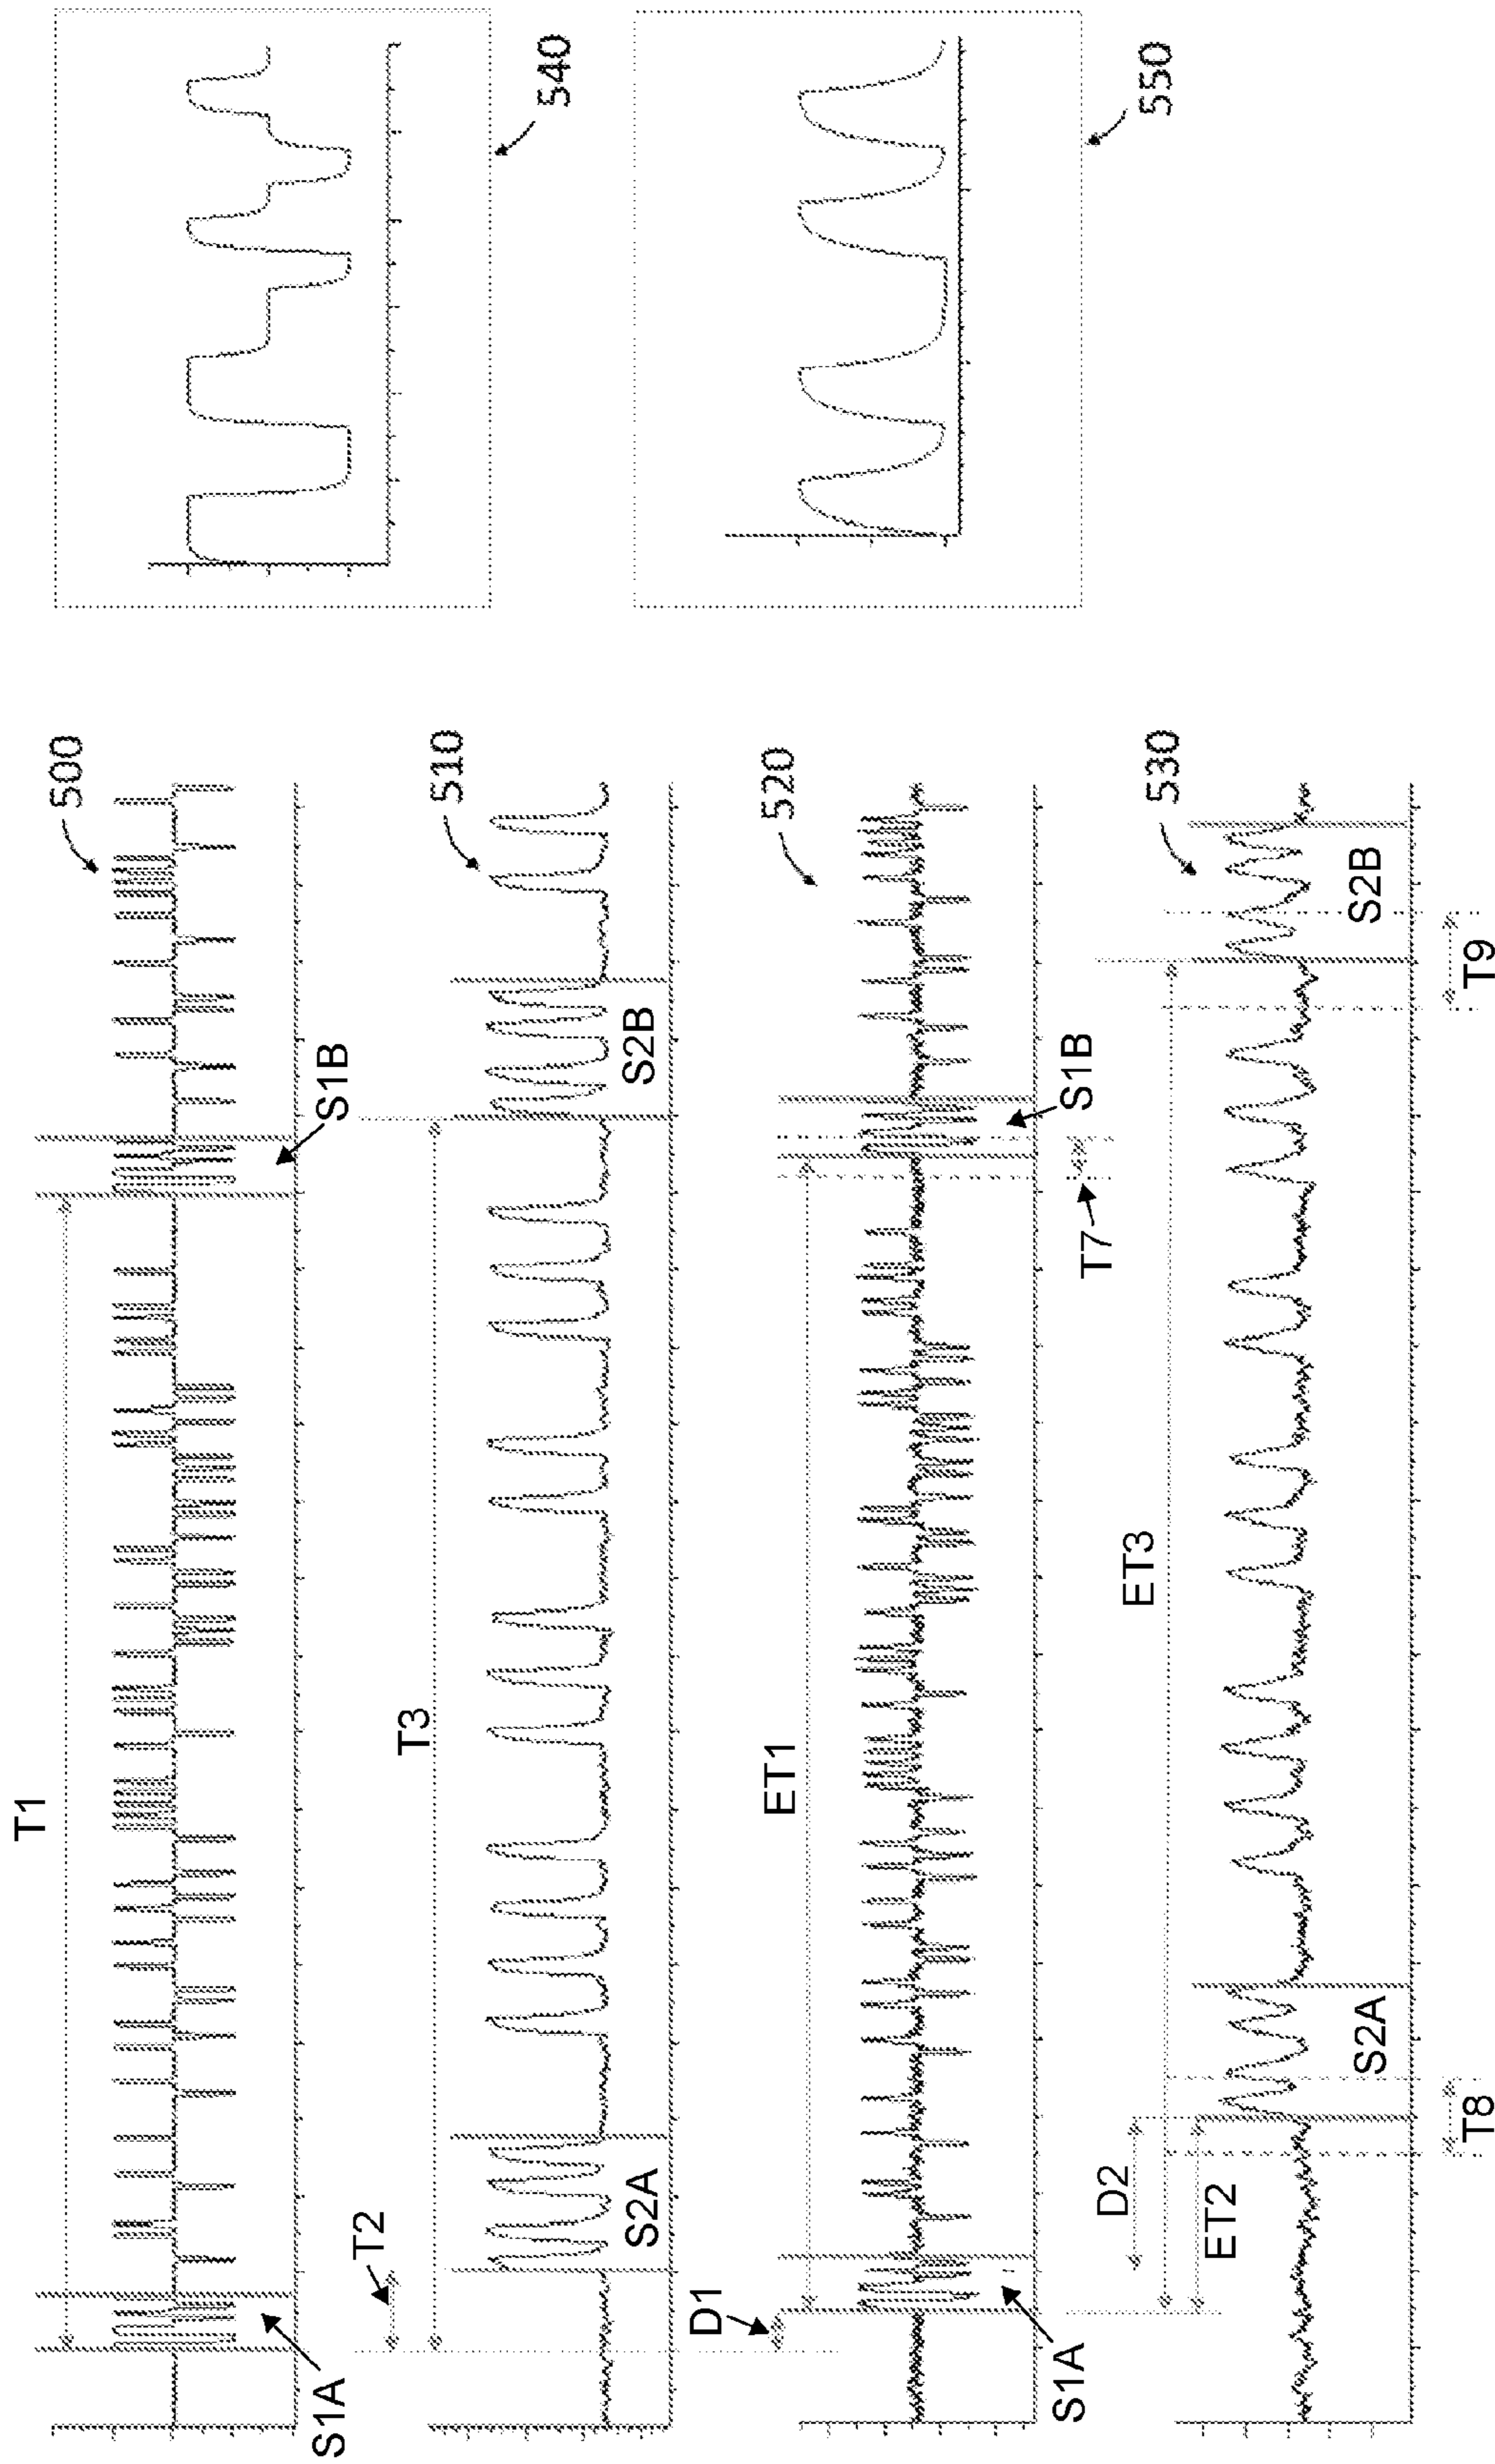 T1
500
S1A
S1B
540
T2
T3
510
S2A
S2B
D1
ET1
520
S1A
S1B
T7
550
D2
ET2
ET3
530
S2A
S2B
T8
T9